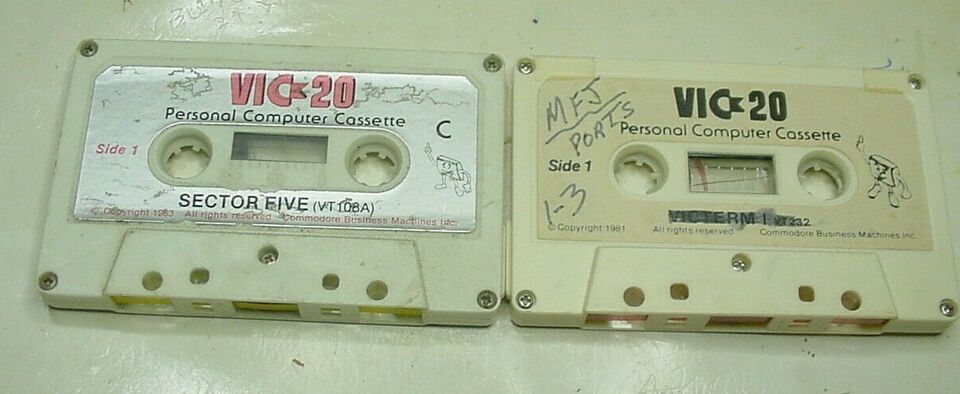 VIC 20
Personal Computer Cassette
C
Side 1
SECTOR FIVE (VT108A)
© Copyright 1983 All rights reserved Commodore Business Machines Inc.
MFJ
PORTS
VIC 20
Personal Computer Cassette
Side 1
1-3
VICTERM I VT232
© Copyright 1981 All rights reserved Commodore Business Machines Inc.